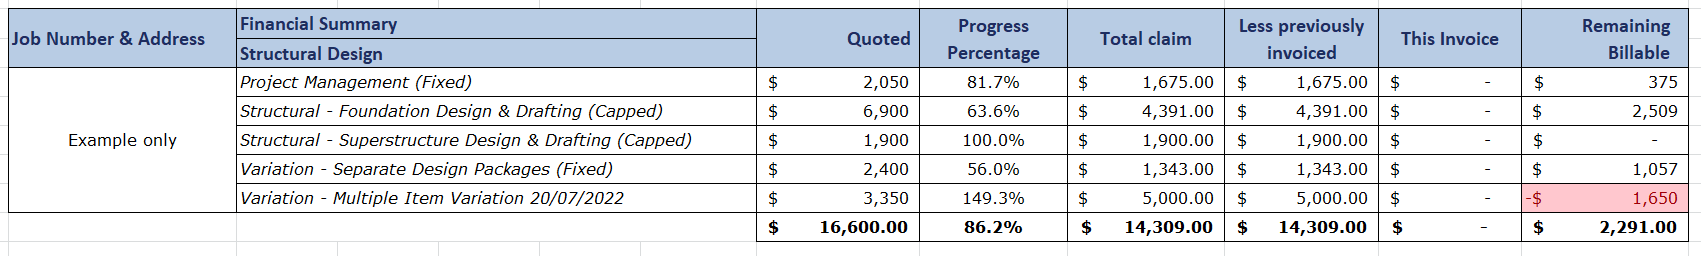 Job Number & Address Financial Summary Quoted Progress Percentage Total claim Less previously invoiced This Invoice Remaining Billable
Structural Design
Example only
Project Management (Fixed) $ 2,050 81.7% $ 1,675.00 $ 1,675.00 $ - $ 375
Structural - Foundation Design & Drafting (Capped) $ 6,900 63.6% $ 4,391.00 $ 4,391.00 $ - $ 2,509
Structural - Superstructure Design & Drafting (Capped) $ 1,900 100.0% $ 1,900.00 $ 1,900.00 $ - $ -
Variation - Separate Design Packages (Fixed) $ 2,400 56.0% $ 1,343.00 $ 1,343.00 $ - $ 1,057
Variation - Multiple Item Variation 20/07/2022 $ 3,350 149.3% $ 5,000.00 $ 5,000.00 $ - -$ 1,650
$ 16,600.00 86.2% $ 14,309.00 $ 14,309.00 $ - $ 2,291.00